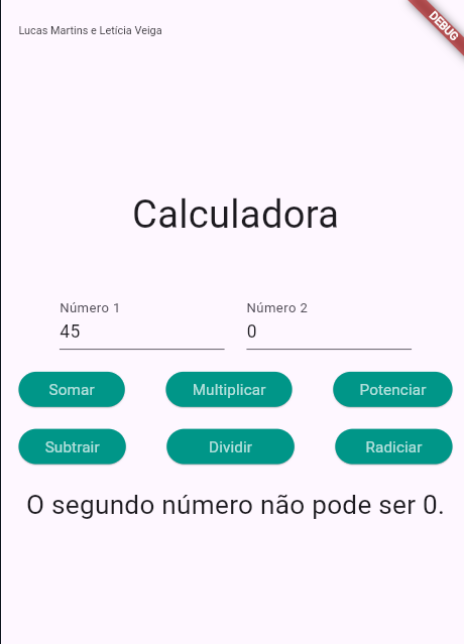 Lucas Martins e Letícia Veiga
DEBUG
Calculadora
Número 1
Número 2
45
0
Somar
Multiplicar
Potenciar
Subtrair
Dividir
Radiciar
O segundo número não pode ser 0.